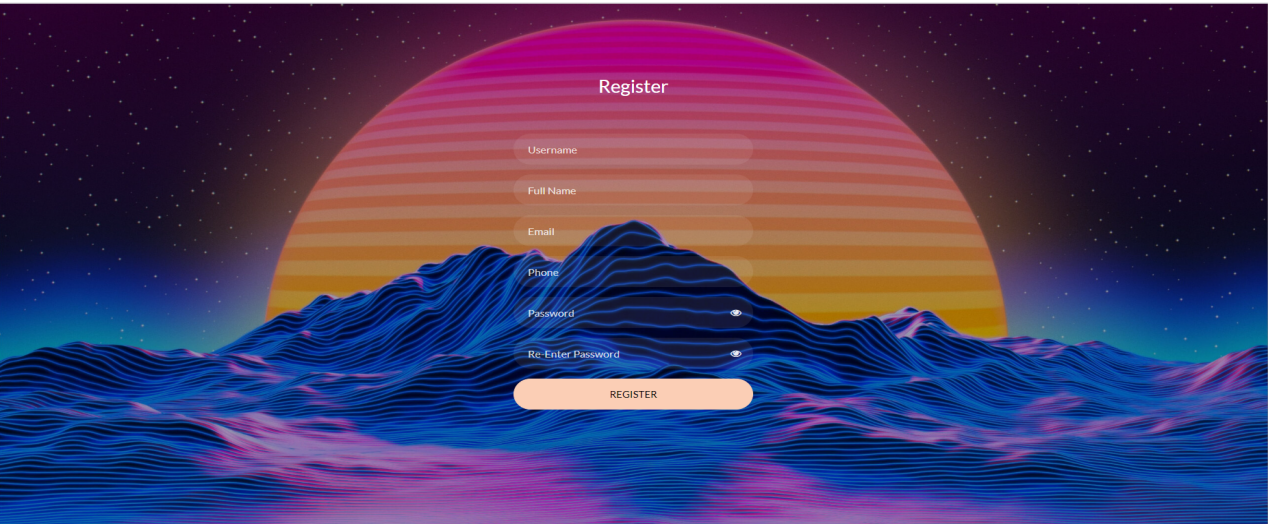 Register
Username
Full Name
Email
Phone
Password
Re-Enter Password
REGISTER